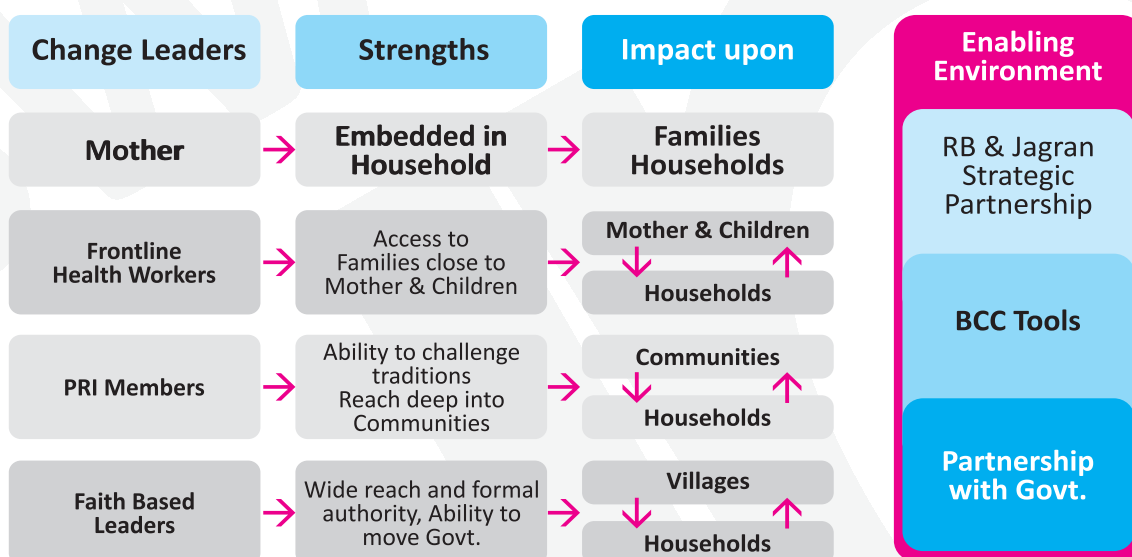 Change Leaders
Strengths
Impact upon
Mother
Embedded in
Household
Families
Households
Frontline
Health Workers
Access to
Families close to
Mother & Children
Mother & Children
Households
PRI Members
Ability to challenge
traditions
Reach deep into
Communities
Communities
Households
Faith Based
Leaders
Wide reach and formal
authority, Ability to
move Govt.
Villages
Households
Enabling
Environment
RB & Jagran
Strategic
Partnership
BCC Tools
Partnership
with Govt.